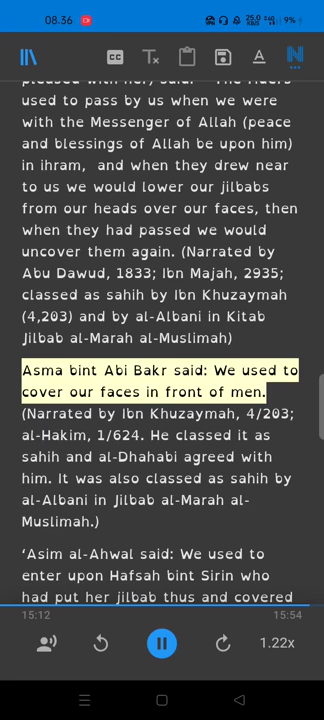 08.36
25.0
KB/S
9%
CC
T
A
N
pleased with her) said: "The riders
used to pass by us when we were
with the Messenger of Allah (peace
and blessings of Allah be upon him)
in ihram,  and when they drew near
to us we would lower our jilbabs
from our heads over our faces, then
when they had passed we would
uncover them again. (Narrated by
Abu Dawud, 1833; Ibn Majah, 2935;
classed as sahih by Ibn Khuzaymah
(4,203) and by al-Albani in Kitab
Jilbab al-Marah al-Muslimah)
Asma bint Abi Bakr said: We used to
cover our faces in front of men.
(Narrated by Ibn Khuzaymah, 4/203;
al-Hakim, 1/624. He classed it as
sahih and al-Dhahabi agreed with
him. It was also classed as sahih by
al-Albani in Jilbab al-Marah al-
Muslimah.)
‘Asim al-Ahwal said: We used to
enter upon Hafsah bint Sirin who
had put her jilbab thus and covered
15:12
15:54
1.22x